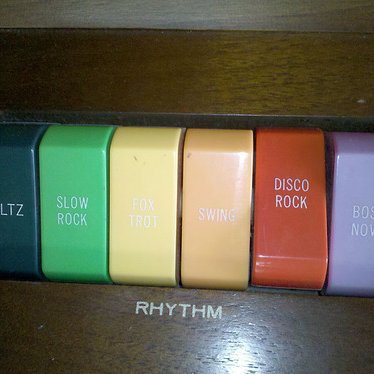 LTZ
SLOW
ROCK
FOX
TROT
SWING
DISCO
ROCK
BOS
NOV
RHYTHM